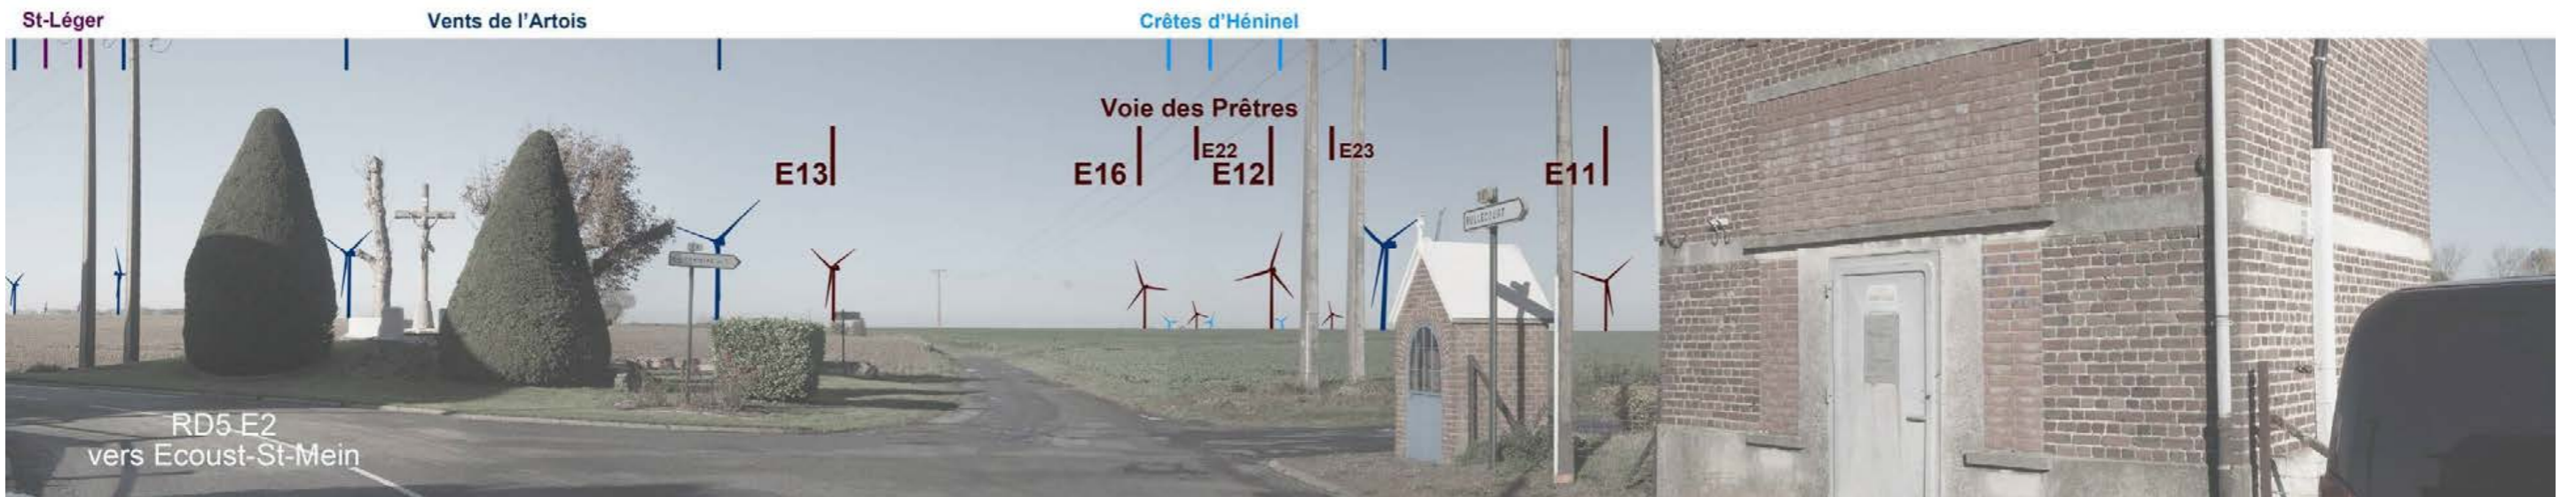 St-Léger
Vents de l'Artois
Crêtes d'Héninel
Voie des Prêtres
E13
E16
E22
E12
E23
E11
BULLECOURT
RD5 E2
vers Ecoust-St-Mein